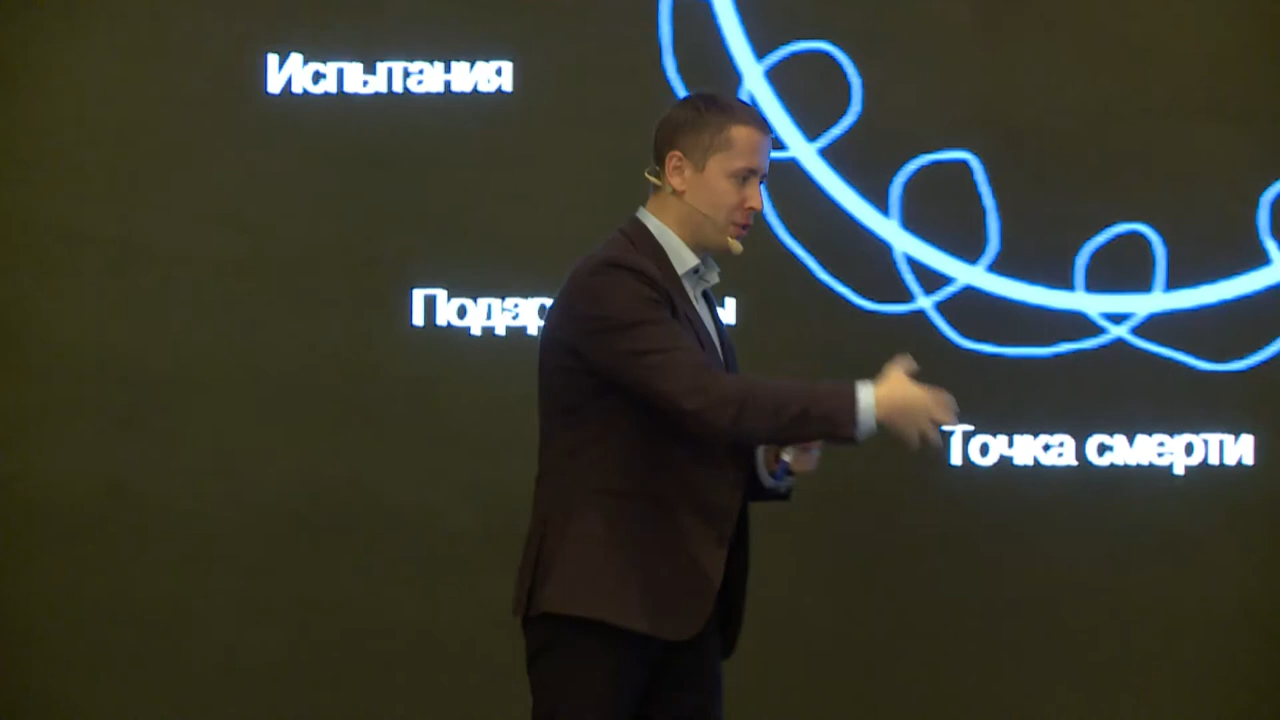 Испытания
Точка смерти